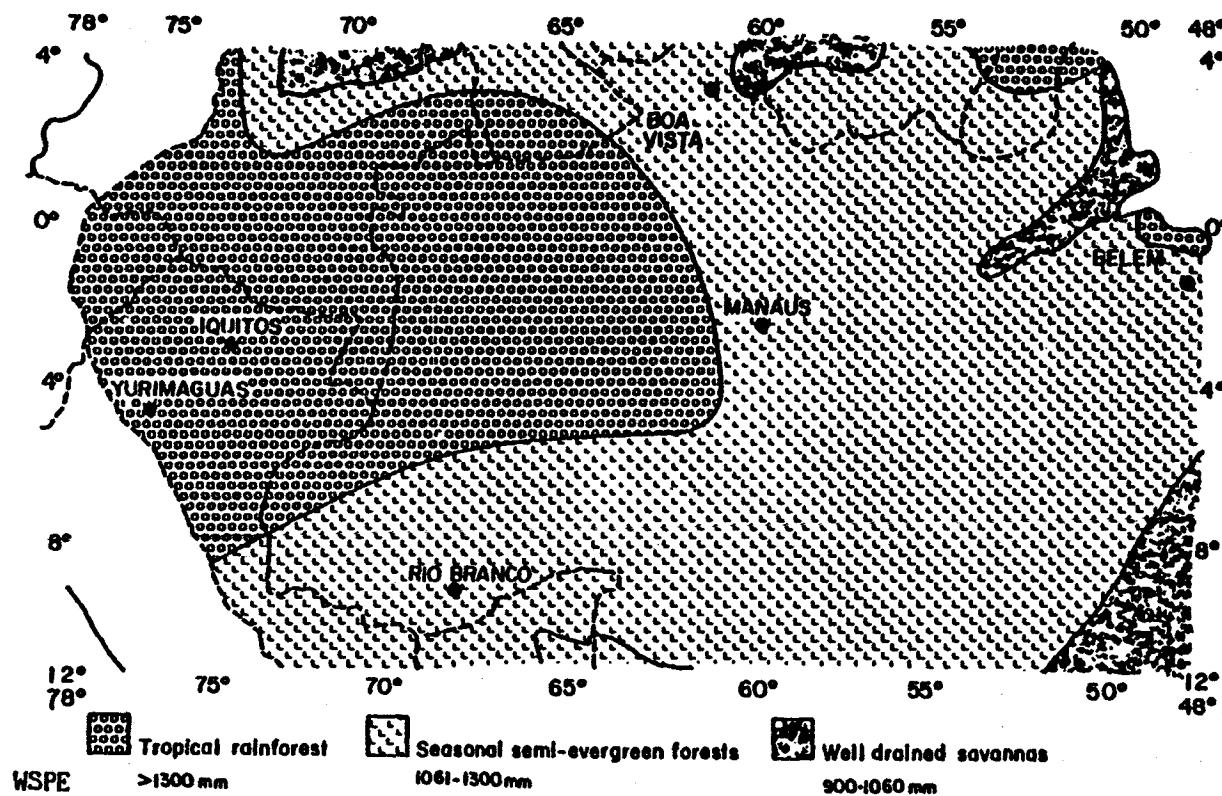 78° 75° 70° 65° 60° 55° 50° 48°
4° 4°
BOA
VISTA
0° 0°
BELEM
MANAUS
IQUITOS
4° 4°
YURIMAGUAS
8° 8°
RIO BRANCO
12° 12°
78° 75° 70° 65° 60° 55° 50° 48°
Tropical rainforest Seasonal semi-evergreen forests Well drained savannas
WSPE >1300 mm 1061-1300mm 900-1060 mm